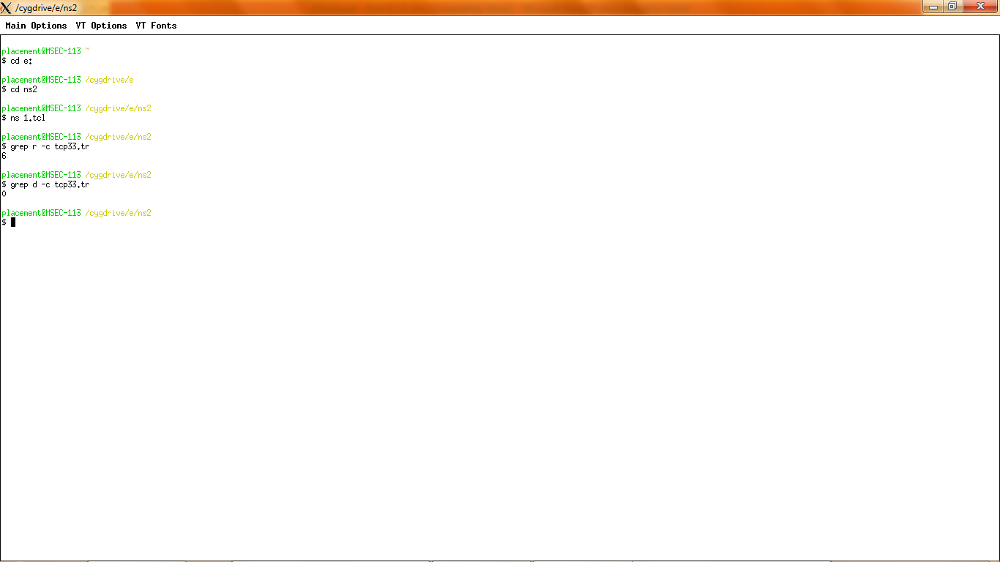 /cygdrive/e/ns2
Main Options VT Options VT Fonts
placement@MSEC-113 ~
$ cd e:
placement@MSEC-113 /cygdrive/e
$ cd ns2
placement@MSEC-113 /cygdrive/e/ns2
$ ns 1.tcl
placement@MSEC-113 /cygdrive/e/ns2
$ grep r -c tcp33.tr
6
placement@MSEC-113 /cygdrive/e/ns2
$ grep d -c tcp33.tr
0
placement@MSEC-113 /cygdrive/e/ns2
$